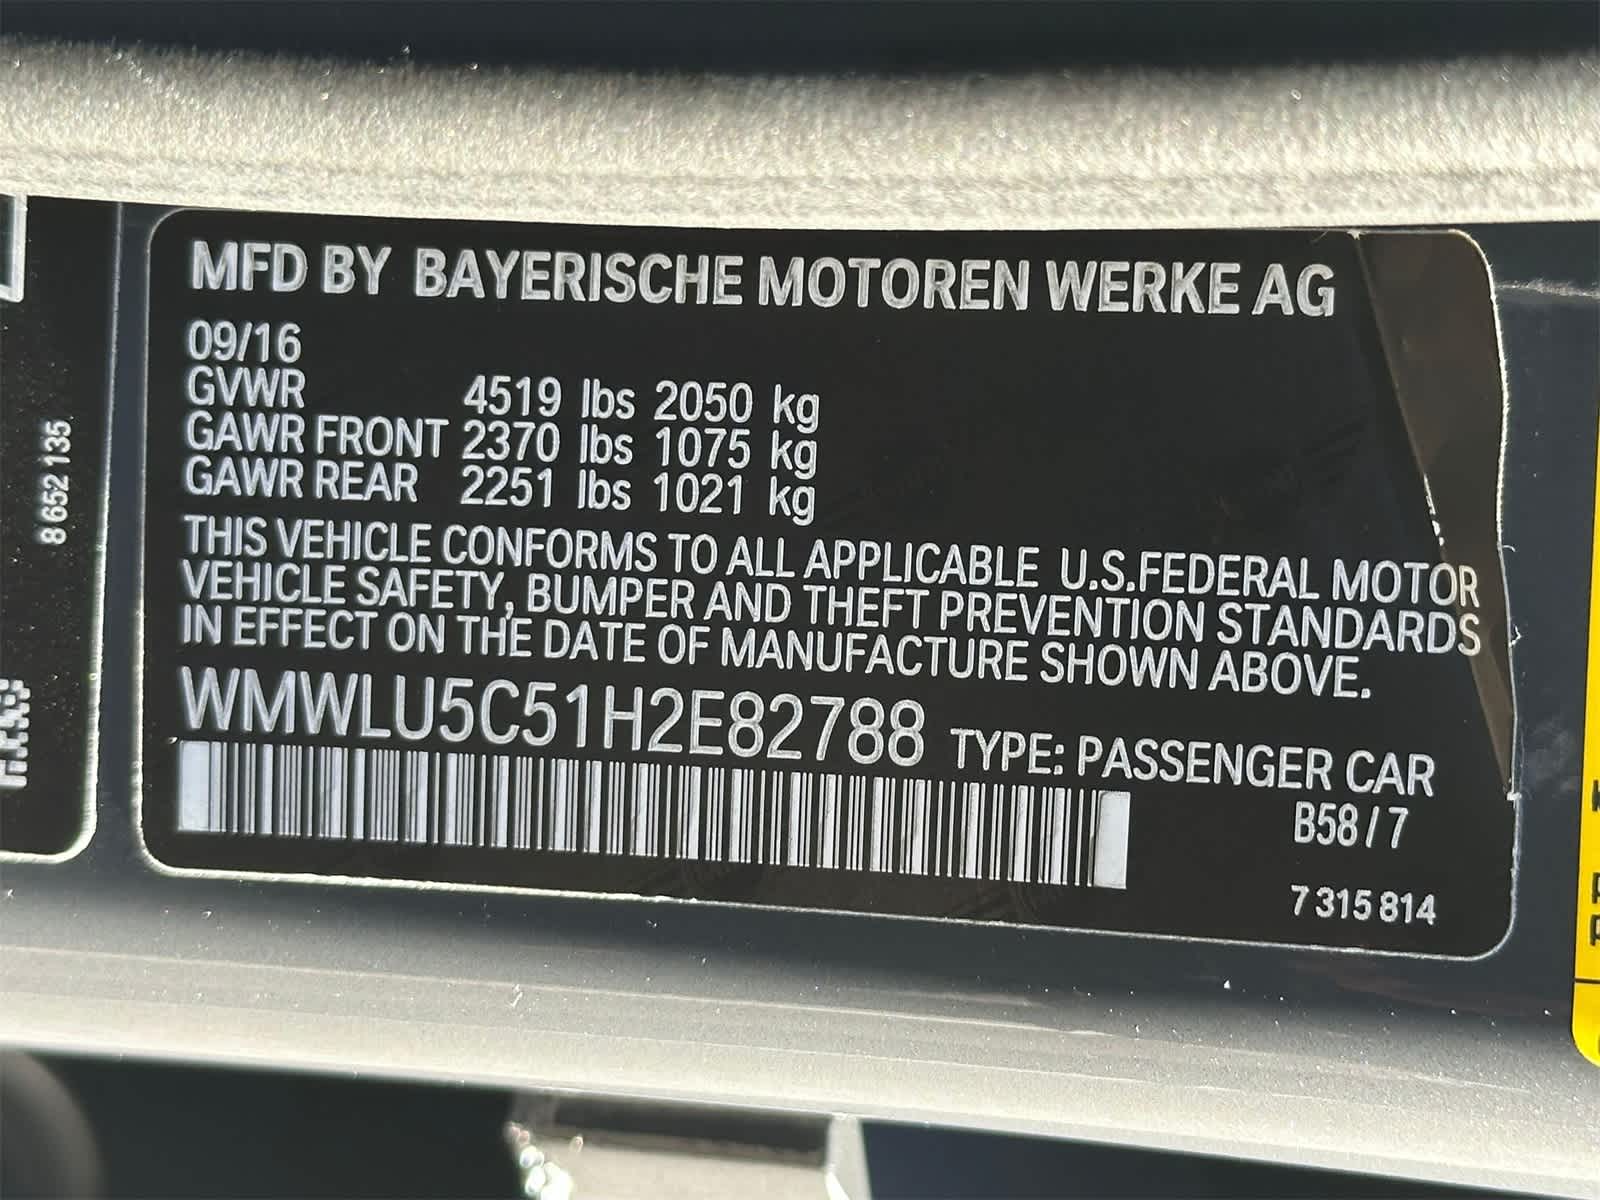 MFD BY BAYERISCHE MOTOREN WERKE AG
09/16
GVWR 4519 lbs 2050 kg
GAWR FRONT 2370 lbs 1075 kg
GAWR REAR 2251 lbs 1021 kg
THIS VEHICLE CONFORMS TO ALL APPLICABLE U.S.FEDERAL MOTOR
VEHICLE SAFETY, BUMPER AND THEFT PREVENTION STANDARDS
IN EFFECT ON THE DATE OF MANUFACTURE SHOWN ABOVE.
WMWLU5C51H2E82788 TYPE: PASSENGER CAR
B58/7
7 315 814
8 652 135